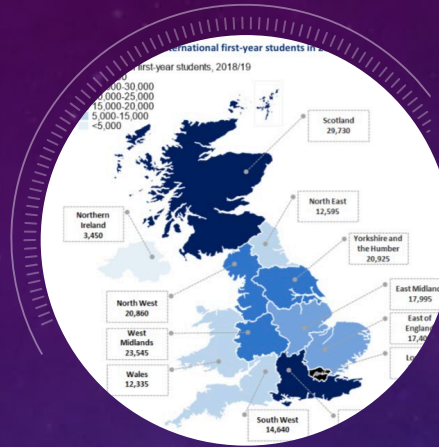 international first-year students in
first-year students, 2018/19
000-30,000
000-25,000
15,000-20,000
5,000-15,000
<5,000
Scotland
29,730
North East
12,595
Northern
Ireland
3,450
Yorkshire and
the Humber
20,925
East Midlan
17,995
North West
20,860
East of
Englan
17,40
West
Midlands
23,545
Lo
Wales
12,335
South West
14,640